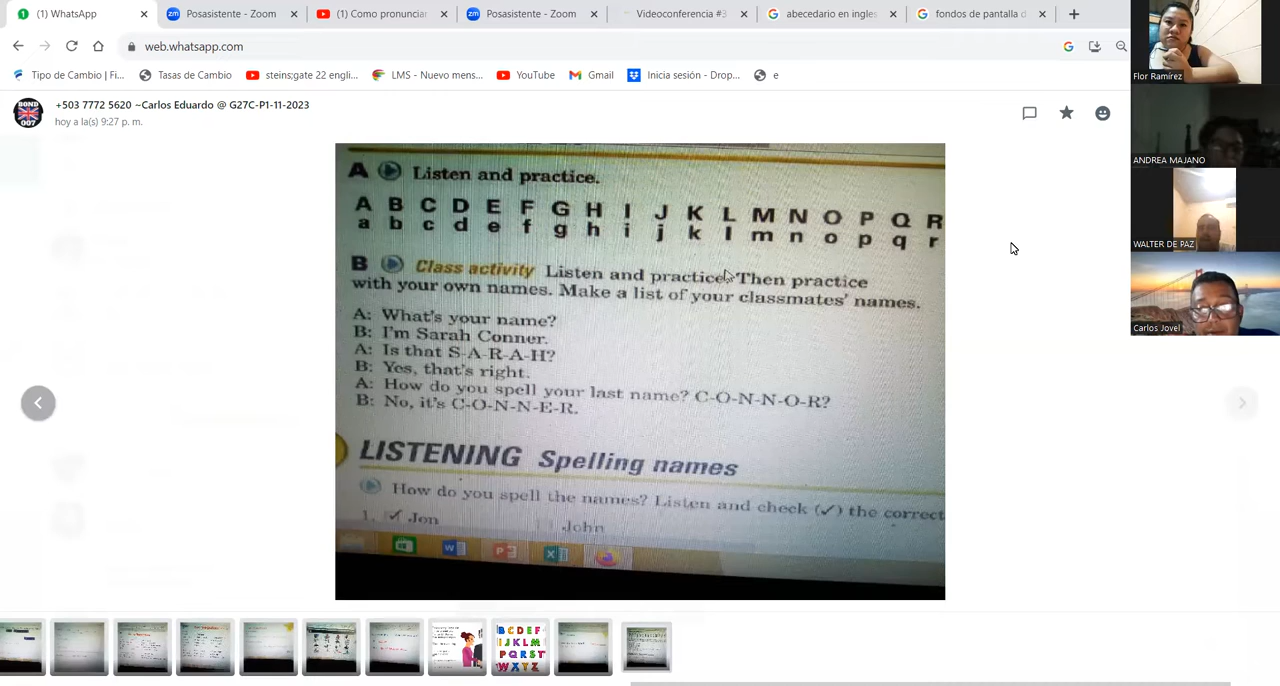 (1) WhatsApp
Posasistente - Zoom
(1) Como pronunciar
Posasistente - Zoom
Videoconferencia #3
abecedario en ingles
fondos de pantalla d
web.whatsapp.com
Tipo de Cambio | Fi...
Tasas de Cambio
steins;gate 22 engli...
LMS - Nuevo mens...
YouTube
Gmail
Inicia sesión - Drop...
e
BOND
007
+503 7772 5620 ~Carlos Eduardo @ G27C-P1-11-2023
hoy a la(s) 9:27 p. m.
A Listen and practice.
A B C D E F G H I J K L M N O P Q R
a b c d e f g h i j k l m n o p q r
B Class activity Listen and practice. Then practice
with your own names. Make a list of your classmates' names.
A: What's your name?
B: I'm Sarah Conner.
A: Is that S-A-R-A-H?
B: Yes, that's right.
A: How do you spell your last name? C-O-N-N-O-R?
B: No, it's C-O-N-N-E-R.
LISTENING Spelling names
How do you spell the names? Listen and check (✓) the correct
1. ✓ Jon
John
Flor Ramírez
ANDREA MAJANO
WALTER DE PAZ
Carlos Jovel
B C D E F
I J K L M
P Q R S T
W X Y Z